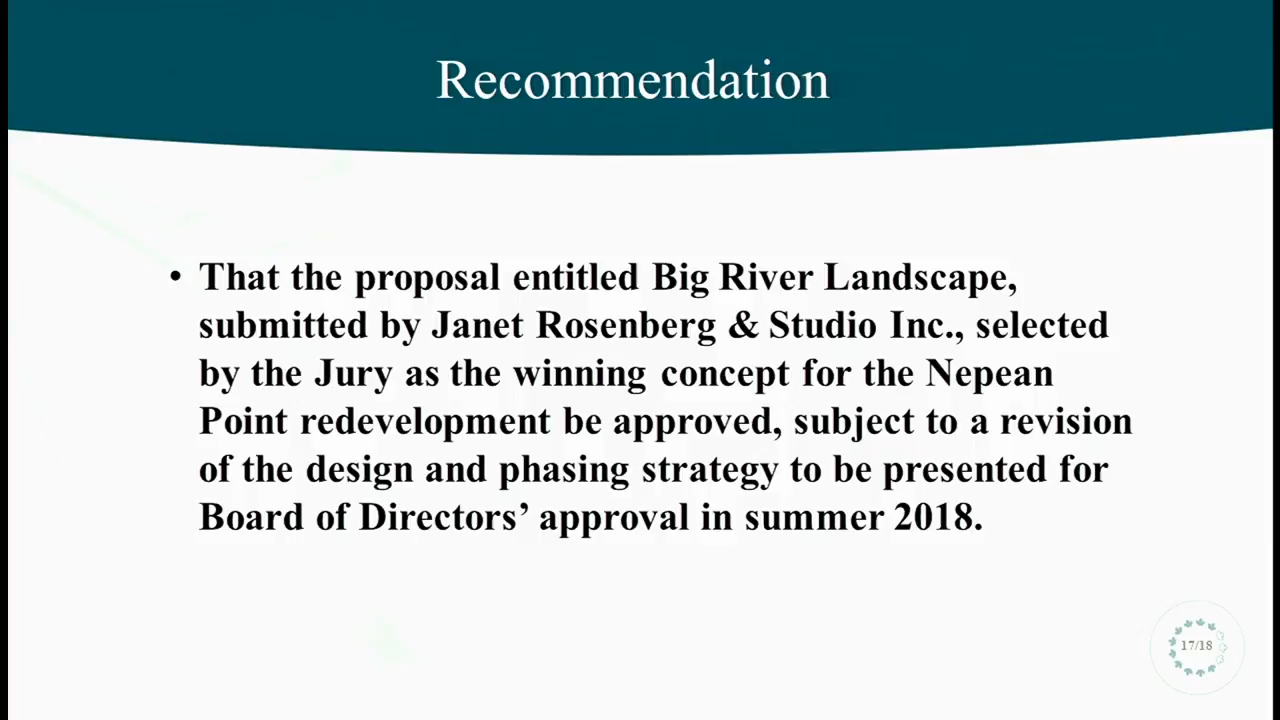 Recommendation
• That the proposal entitled Big River Landscape,
submitted by Janet Rosenberg & Studio Inc., selected
by the Jury as the winning concept for the Nepean
Point redevelopment be approved, subject to a revision
of the design and phasing strategy to be presented for
Board of Directors’ approval in summer 2018.
17/18